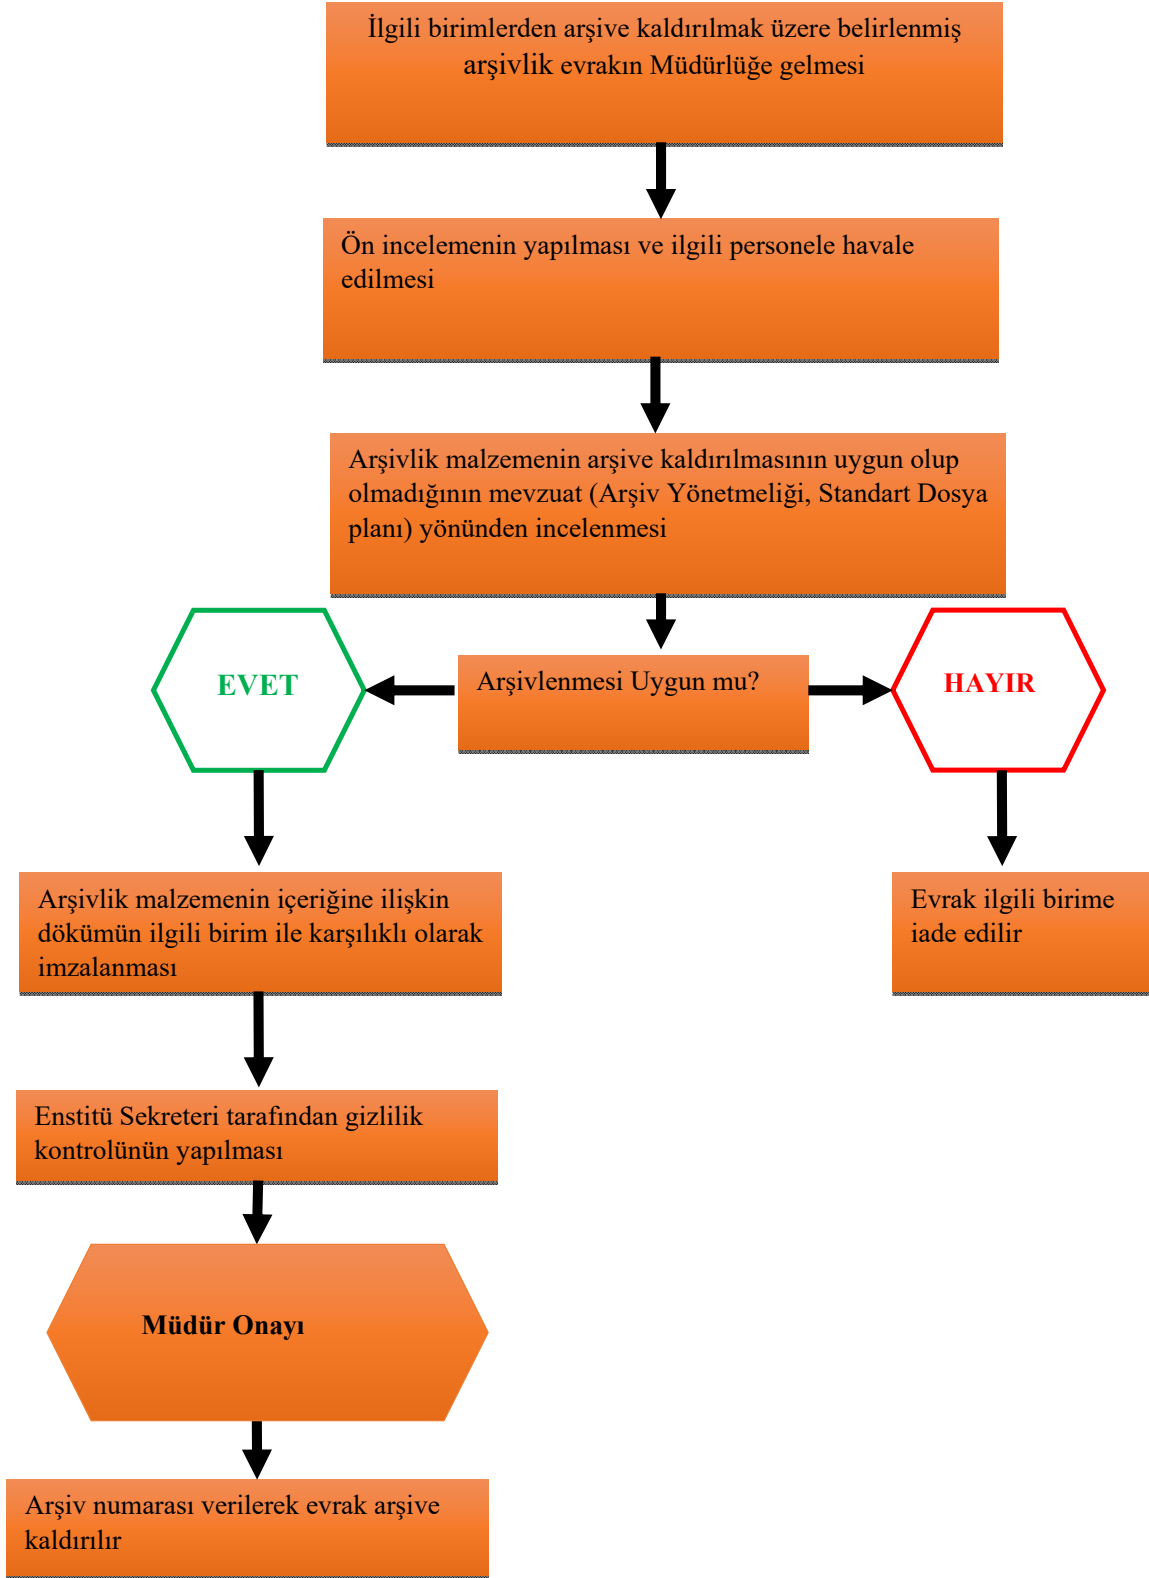 İlgili birimlerden arşive kaldırılmak üzere belirlenmiş
arşivlik evrakın Müdürlüğe gelmesi
Ön incelemenin yapılması ve ilgili personele havale
edilmesi
Arşivlik malzemenin arşive kaldırılmasının uygun olup
olmadığının mevzuat (Arşiv Yönetmeliği, Standart Dosya
planı) yönünden incelenmesi
EVET
Arşivlenmesi Uygun mu?
HAYIR
Arşivlik malzemenin içeriğine ilişkin
dökümün ilgili birim ile karşılıklı olarak
imzalanması
Evrak ilgili birime
iade edilir
Enstitü Sekreteri tarafından gizlilik
kontrolünün yapılması
Müdür Onayı
Arşiv numarası verilerek evrak arşive
kaldırılır